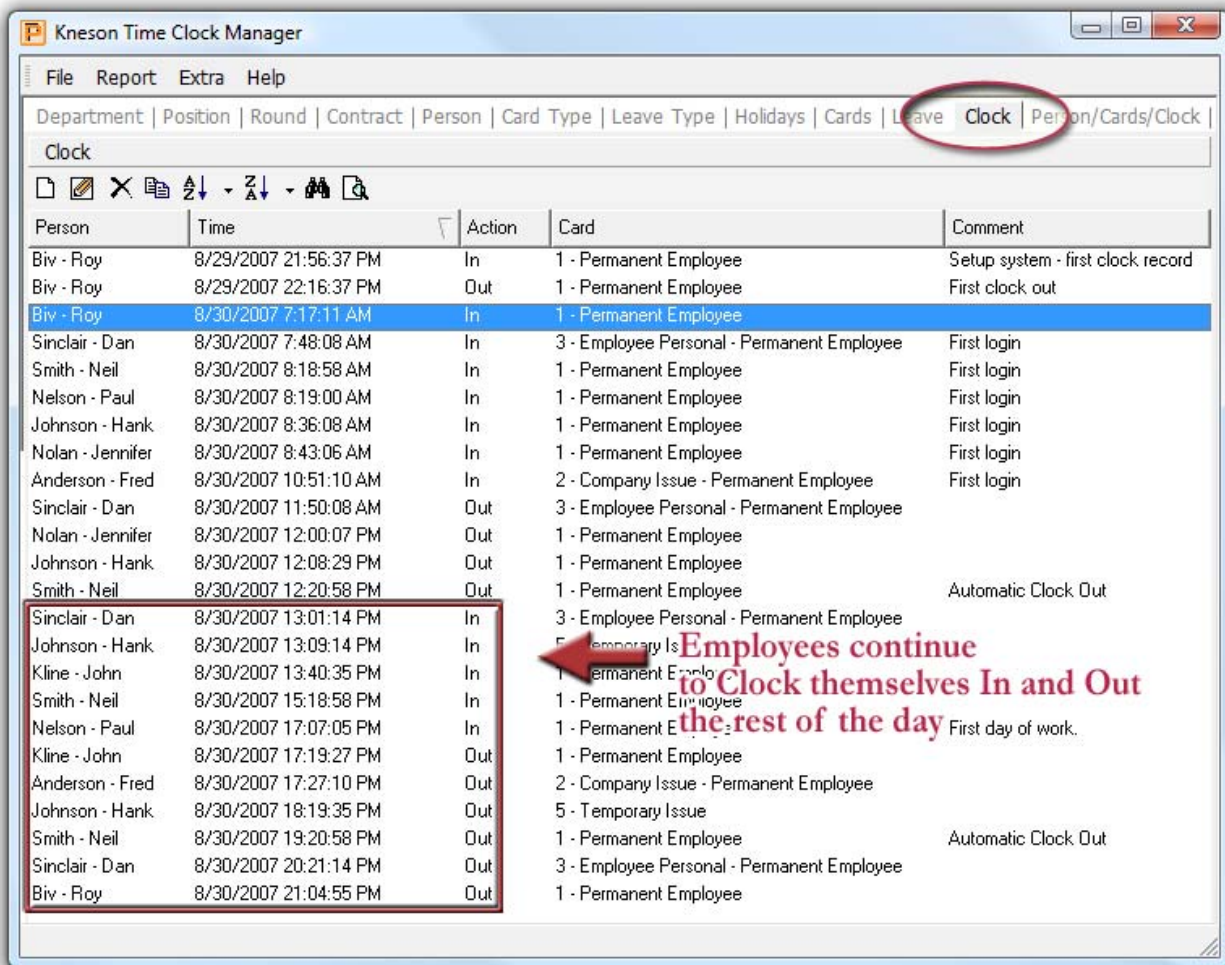 Kneson Time Clock Manager
File Report Extra Help
Department | Position | Round | Contract | Person | Card Type | Leave Type | Holidays | Cards | Leave Clock | Person/Cards/Clock |
Clock
Person Time Action Card Comment
Biv - Roy 8/29/2007 21:56:37 PM In 1 - Permanent Employee Setup system - first clock record
Biv - Roy 8/29/2007 22:16:37 PM Out 1 - Permanent Employee First clock out
Biv - Roy 8/30/2007 7:17:11 AM In 1 - Permanent Employee
Sinclair - Dan 8/30/2007 7:48:08 AM In 3 - Employee Personal - Permanent Employee First login
Smith - Neil 8/30/2007 8:18:58 AM In 1 - Permanent Employee First login
Nelson - Paul 8/30/2007 8:19:00 AM In 1 - Permanent Employee First login
Johnson - Hank 8/30/2007 8:36:08 AM In 1 - Permanent Employee First login
Nolan - Jennifer 8/30/2007 8:43:06 AM In 1 - Permanent Employee First login
Anderson - Fred 8/30/2007 10:51:10 AM In 2 - Company Issue - Permanent Employee First login
Sinclair - Dan 8/30/2007 11:50:08 AM Out 3 - Employee Personal - Permanent Employee
Nolan - Jennifer 8/30/2007 12:00:07 PM Out 1 - Permanent Employee
Johnson - Hank 8/30/2007 12:08:29 PM Out 1 - Permanent Employee
Smith - Neil 8/30/2007 12:20:58 PM Out 1 - Permanent Employee Automatic Clock Out
Sinclair - Dan 8/30/2007 13:01:14 PM In 3 - Employee Personal - Permanent Employee
Johnson - Hank 8/30/2007 13:09:14 PM In
Kline - John 8/30/2007 13:40:35 PM In
Smith - Neil 8/30/2007 15:18:58 PM In 1 - Permanent Employee
Nelson - Paul 8/30/2007 17:07:05 PM In 1 - Permanent First day of work.
Employees continue
to Clock themselves In and Out
the rest of the day
Kline - John 8/30/2007 17:19:27 PM Out 1 - Permanent Employee
Anderson - Fred 8/30/2007 17:27:10 PM Out 2 - Company Issue - Permanent Employee
Johnson - Hank 8/30/2007 18:19:35 PM Out 5 - Temporary Issue
Smith - Neil 8/30/2007 19:20:58 PM Out 1 - Permanent Employee Automatic Clock Out
Sinclair - Dan 8/30/2007 20:21:14 PM Out 3 - Employee Personal - Permanent Employee
Biv - Roy 8/30/2007 21:04:55 PM Out 1 - Permanent Employee